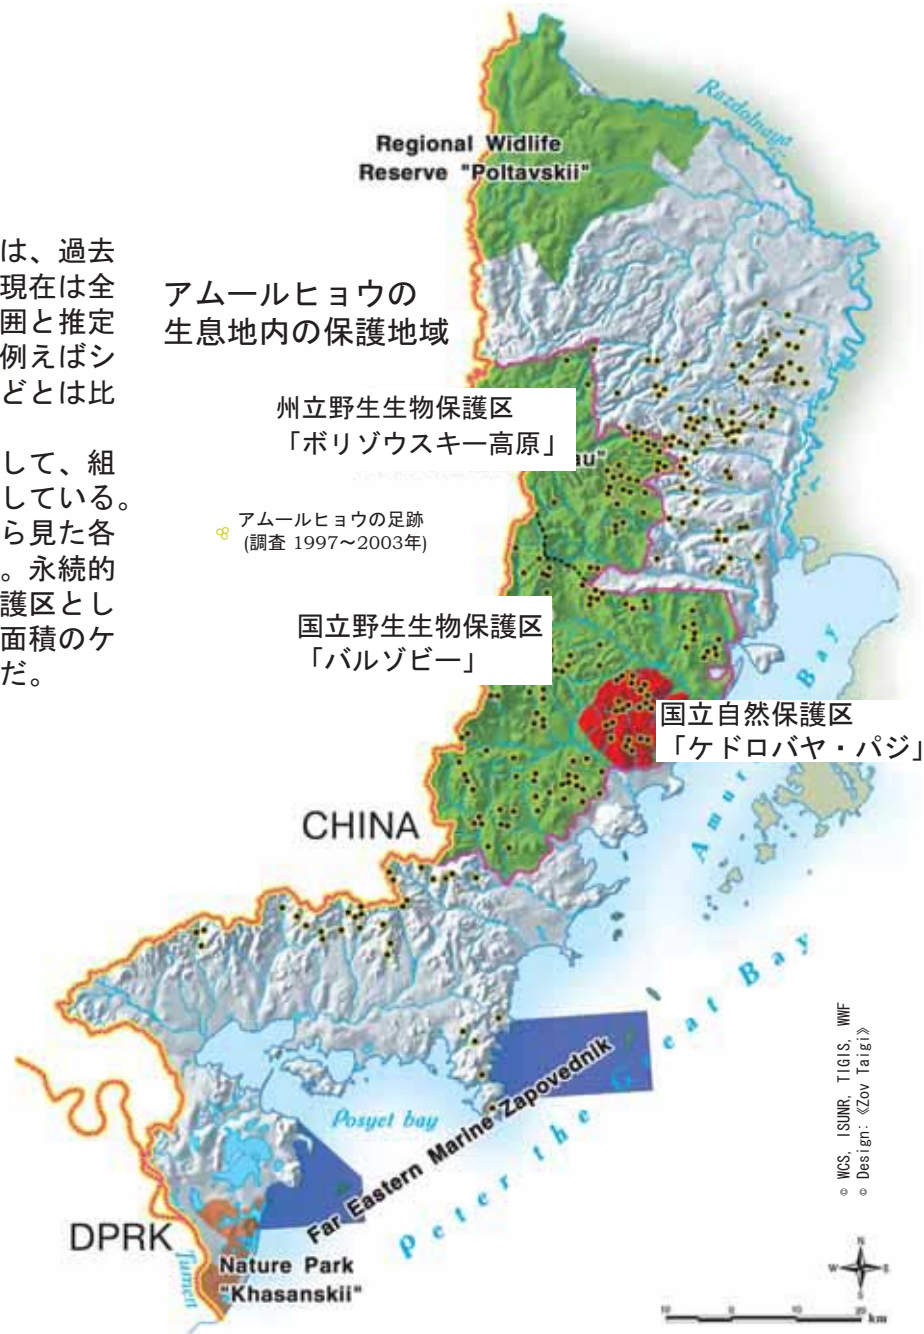 Razdolnaya
Regional Widlife
Reserve "Poltavskii"
は、過去
現在は全
囲と推定
例えばシ
どとは比
して、組
している。
ら見た各
。永続的
護区とし
面積のケ
だ。
アムールヒョウの
生息地内の保護地域
州立野生生物保護区
「ボリゾウスキー高原」
au"
アムールヒョウの足跡
(調査 1997〜2003年)
国立野生生物保護区
「バルゾビー」
国立自然保護区
「ケドロバヤ・パジ」
Amur Bay
CHINA
Peter the Great Bay
Far Eastern Marine Zapovednik
Posyet bay
DPRK
Tumen
Nature Park
"Khasanskii"
© WCS, ISUNR, TIGIS, WWF
© Design: 《Zov Taigi》
N
W E
S
10 0 10 20 km